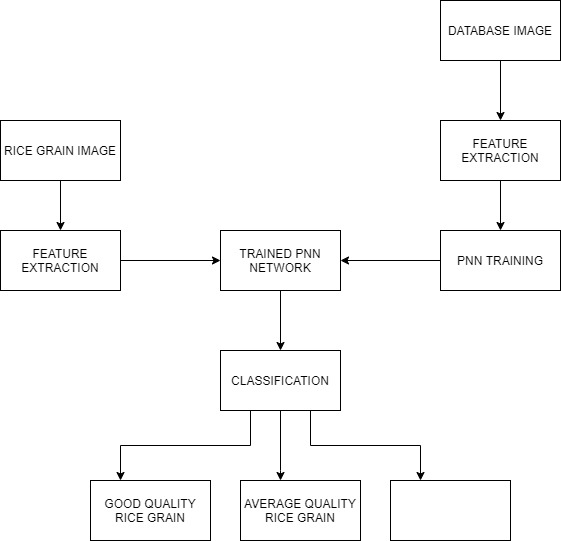 DATABASE IMAGE
RICE GRAIN IMAGE
FEATURE
EXTRACTION
FEATURE
EXTRACTION
TRAINED PNN
NETWORK
PNN TRAINING
CLASSIFICATION
GOOD QUALITY
RICE GRAIN
AVERAGE QUALITY
RICE GRAIN